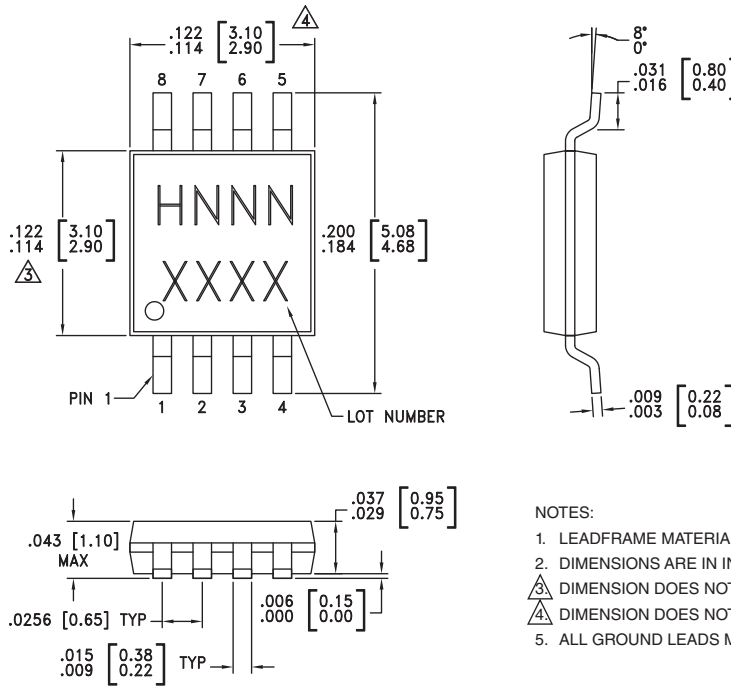 .122 [3.10]
.114 [2.90]
4
8 7 6 5
HNNN
XXXX
.122 [3.10]
.114 [2.90]
3
.200 [5.08]
.184 [4.68]
PIN 1
1 2 3 4
LOT NUMBER
8°
0°
.031 [0.80]
.016 [0.40]
.009 [0.22]
.003 [0.08]
.043 [1.10]
MAX
.037 [0.95]
.029 [0.75]
.0256 [0.65] TYP
.006 [0.15]
.000 [0.00]
.015 [0.38]
.009 [0.22]
TYP
NOTES:
1. LEADFRAME MATERIA
2. DIMENSIONS ARE IN IN
3. DIMENSION DOES NOT
4. DIMENSION DOES NOT
5. ALL GROUND LEADS M